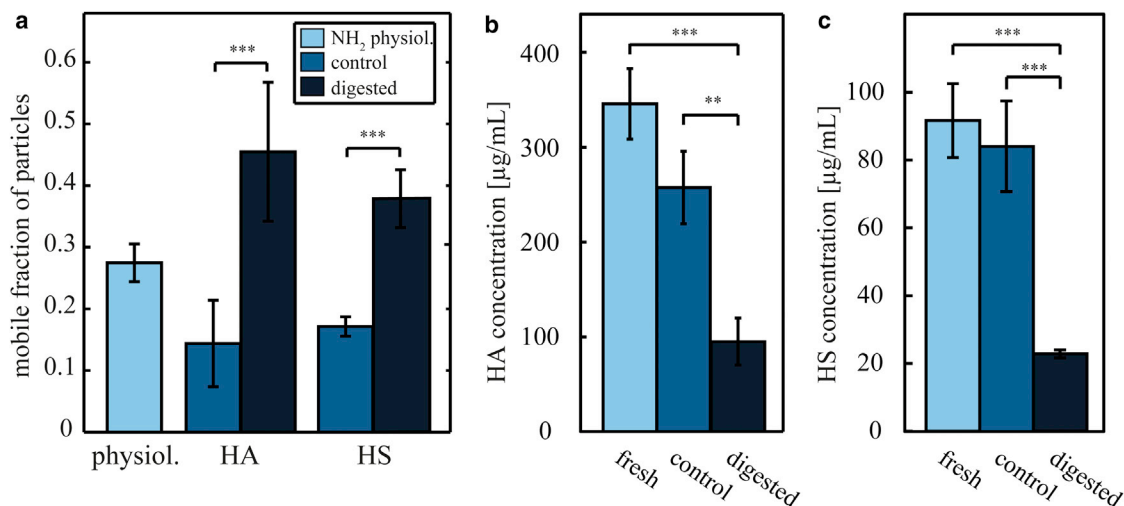 a
mobile fraction of particles
0.6
0.5
0.4
0.3
0.2
0.1
0
***
***
NH₂ physiol.
control
digested
physiol.
HA
HS
b
HA concentration [µg/mL]
400
300
200
100
0
***
**
fresh
control
digested
c
HS concentration [µg/mL]
100
80
60
40
20
0
***
***
fresh
control
digested